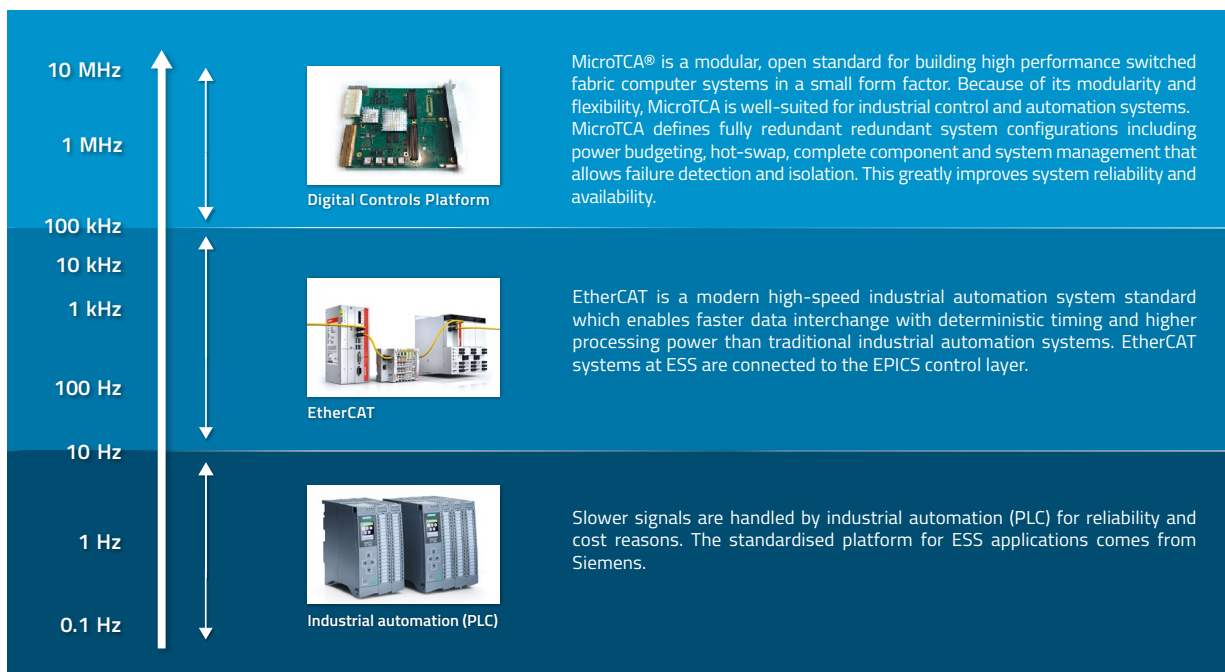 10 MHz
1 MHz
100 kHz
10 kHz
1 kHz
100 Hz
10 Hz
1 Hz
0.1 Hz
Digital Controls Platform
MicroTCA® is a modular, open standard for building high performance switched
fabric computer systems in a small form factor. Because of its modularity and
flexibility, MicroTCA is well-suited for industrial control and automation systems.
MicroTCA defines fully redundant redundant system configurations including
power budgeting, hot-swap, complete component and system management that
allows failure detection and isolation. This greatly improves system reliability and
availability.
EtherCAT
EtherCAT is a modern high-speed industrial automation system standard
which enables faster data interchange with deterministic timing and higher
processing power than traditional industrial automation systems. EtherCAT
systems at ESS are connected to the EPICS control layer.
Industrial automation (PLC)
Slower signals are handled by industrial automation (PLC) for reliability and
cost reasons. The standardised platform for ESS applications comes from
Siemens.